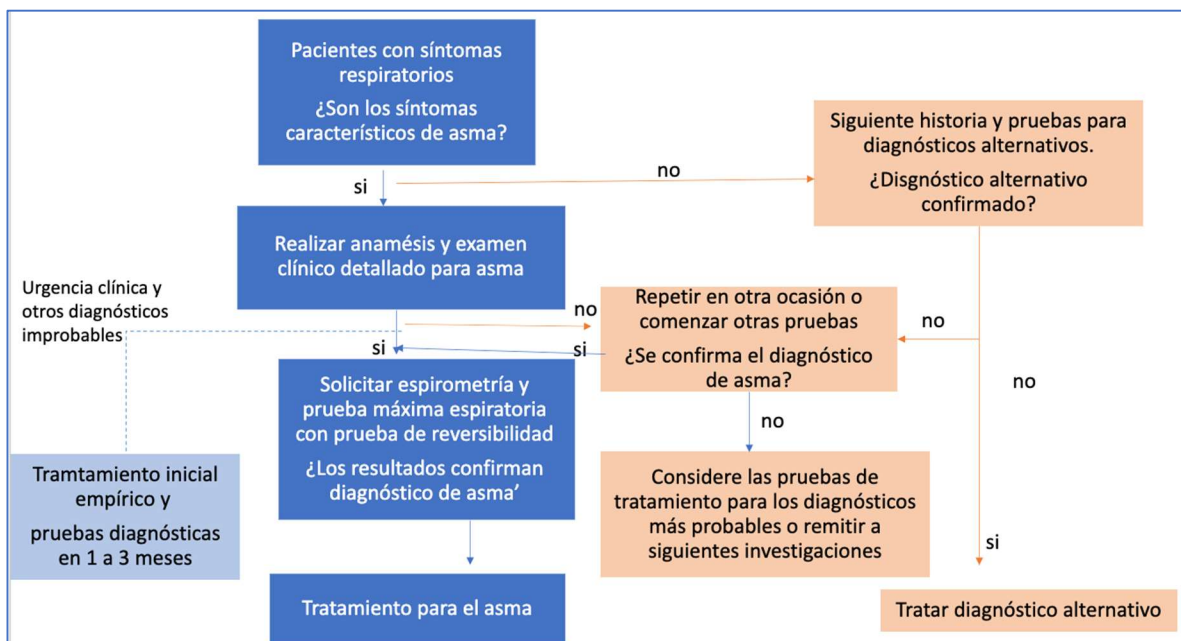 Pacientes con síntomas
respiratorios
¿Son los síntomas
característicos de asma?
si
no
Siguiente historia y pruebas para
diagnósticos alternativos.
¿Disgnóstico alternativo
confirmado?
Realizar anamésis y examen
clínico detallado para asma
Urgencia clínica y
otros diagnósticos
improbables
si
no
Repetir en otra ocasión o
comenzar otras pruebas
¿Se confirma el diagnóstico
de asma?
si
no
no
no
Solicitar espirometría y
prueba máxima espiratoria
con prueba de reversibilidad
¿Los resultados confirman
diagnóstico de asma’
Tramtamiento inicial
empírico y
pruebas diagnósticas
en 1 a 3 meses
Considere las pruebas de
tratamiento para los diagnósticos
más probables o remitir a
siguientes investigaciones
si
Tratamiento para el asma
Tratar diagnóstico alternativo